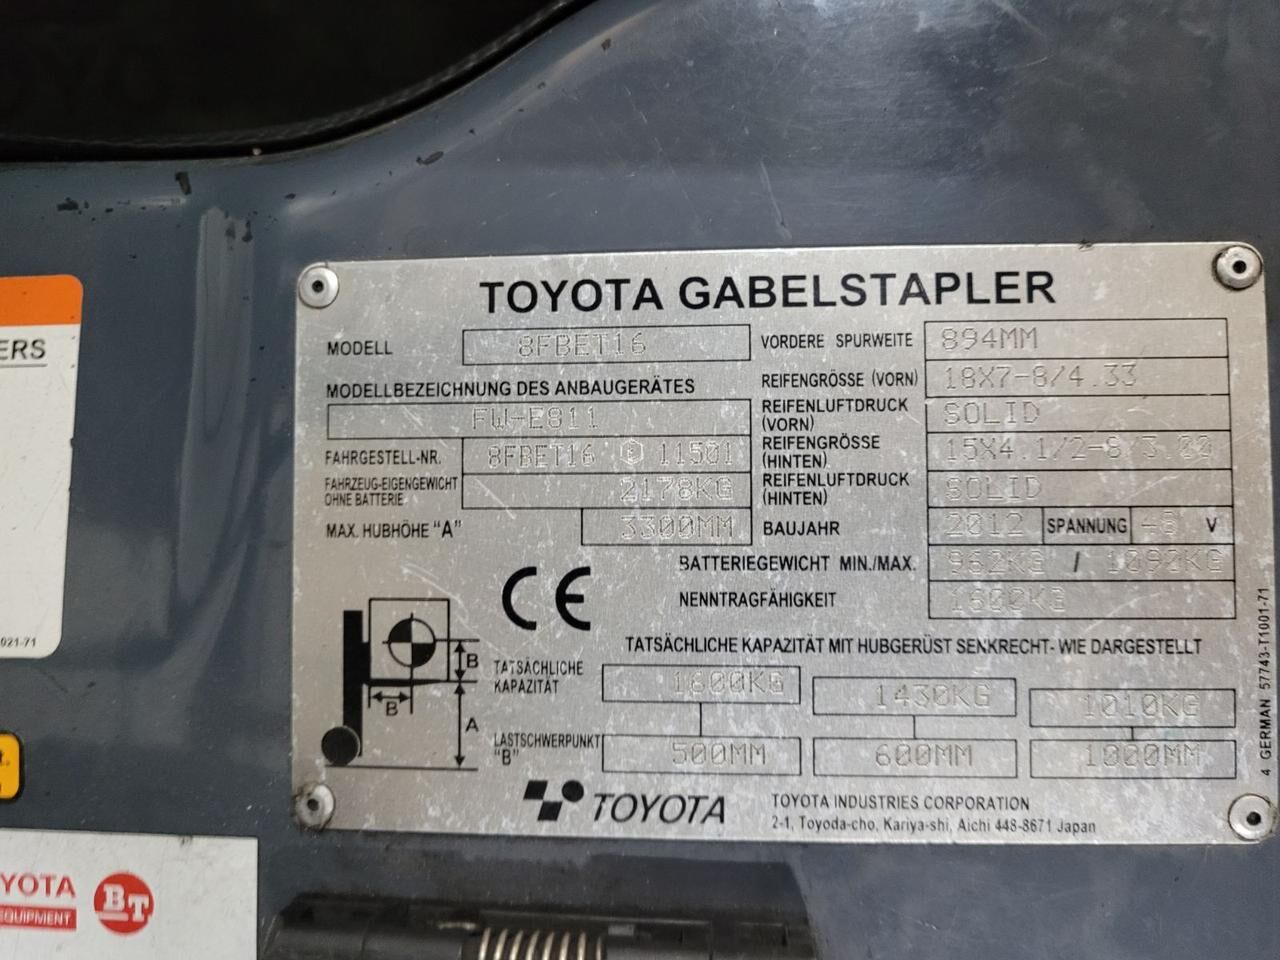 TOYOTA GABELSTAPLER
MODELL 8FBET16
MODELLBEZEICHNUNG DES ANBAUGERÄTES
FW-E811
FAHRGESTELL-NR. 8FBET16 11501
FAHRZEUG-EIGENGEWICHT OHNE BATTERIE 2178KG
MAX. HUBHÖHE "A" 3300MM
VORDERE SPURWEITE 894MM
REIFENGRÖSSE (VORN) 18X7-8/4.33
REIFENLUFTDRUCK (VORN) SOLID
REIFENGRÖSSE (HINTEN) 15X4.1/2-8/3.00
REIFENLUFTDRUCK (HINTEN) SOLID
BAUJAHR 2012 SPANNUNG V
BATTERIEGEWICHT MIN./MAX. 962KG / 1090KG
NENNTRAGFÄHIGKEIT 1600KG
CE
TATSÄCHLICHE KAPAZITÄT MIT HUBGERÜST SENKRECHT- WIE DARGESTELLT
B
B
A
TATSÄCHLICHE KAPAZITÄT 1600KG 1430KG 1010KG
LASTSCHWERPUNKT "B" 500MM 600MM 1000MM
TOYOTA
TOYOTA INDUSTRIES CORPORATION
2-1, Toyoda-cho, Kariya-shi, Aichi 448-8671 Japan
4 GERMAN 57743-T1001-71
ERS
021-71
YOTA
EQUIPMENT
BT